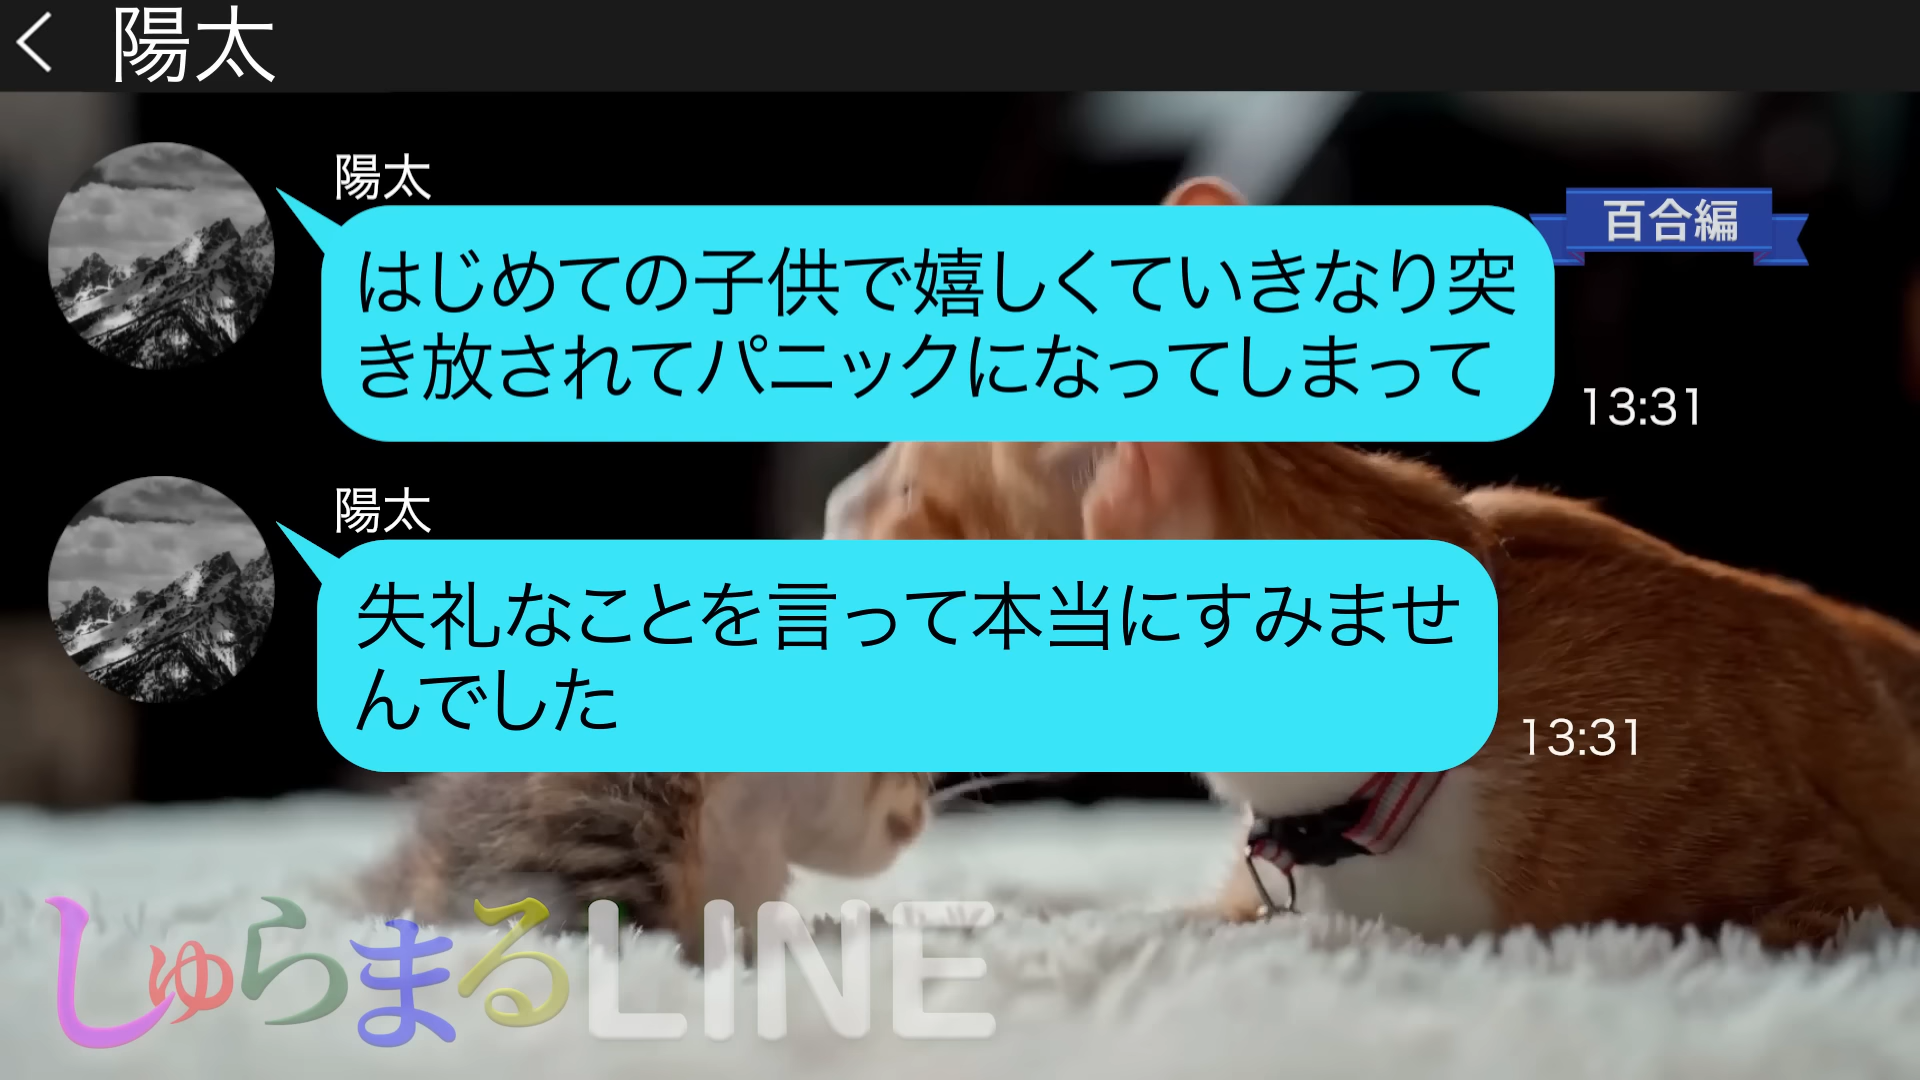 陽太
陽太
百合編
はじめての子供で嬉しくていきなり突
き放されてパニックになってしまって
13:31
陽太
失礼なことを言って本当にすみませ
んでした
13:31
しゅらまるLINE